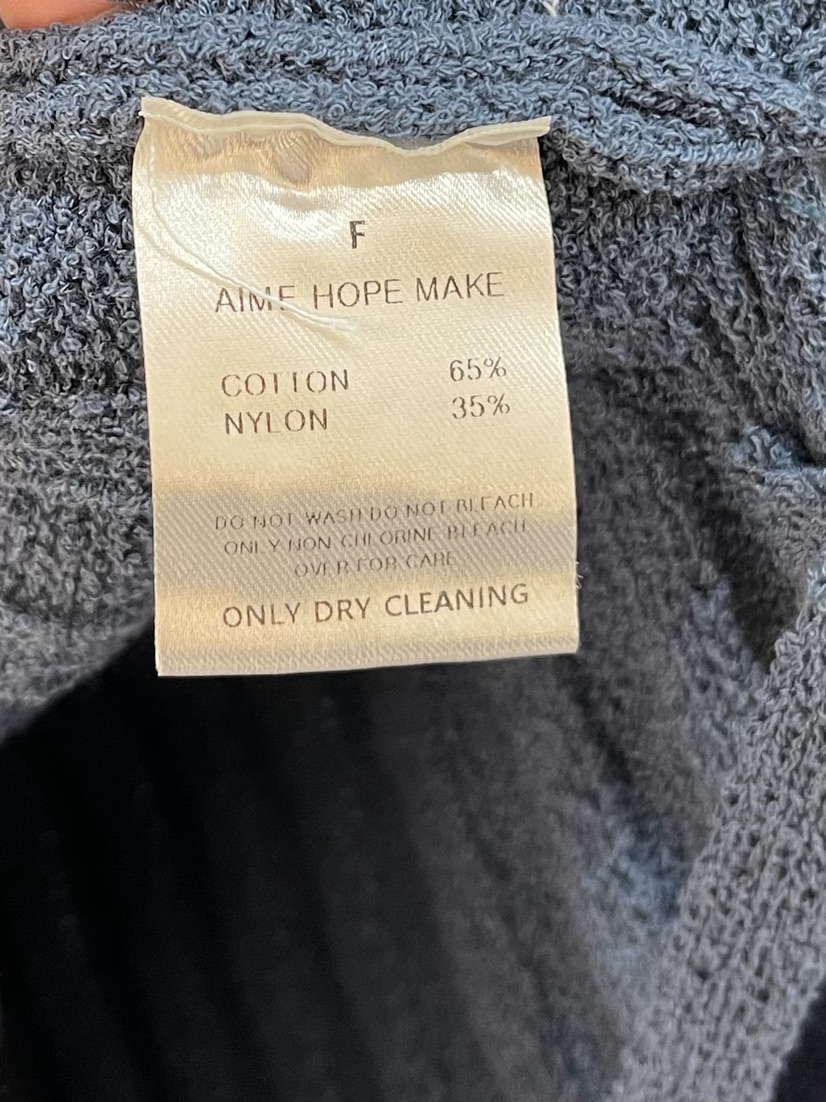 F
AIME HOPE MAKE
COTTON 65%
NYLON 35%
DO NOT WASH DO NOT BLEACH
ONLY NON CHLORINE BLEACH
OVER FOR CARE
ONLY DRY CLEANING